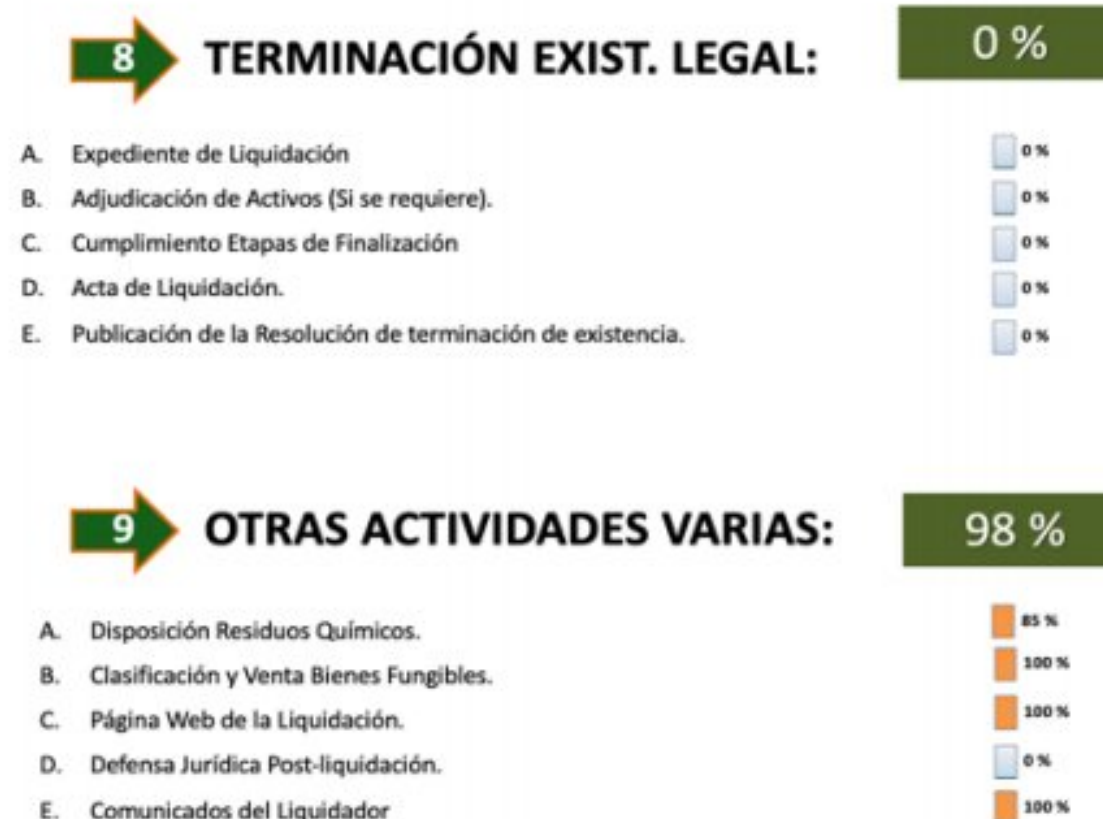 8 TERMINACIÓN EXIST. LEGAL: 0 %
A. Expediente de Liquidación 0 %
B. Adjudicación de Activos (Si se requiere). 0 %
C. Cumplimiento Etapas de Finalización 0 %
D. Acta de Liquidación. 0 %
E. Publicación de la Resolución de terminación de existencia. 0 %
9 OTRAS ACTIVIDADES VARIAS: 98 %
A. Disposición Residuos Químicos. 85 %
B. Clasificación y Venta Bienes Fungibles. 100 %
C. Página Web de la Liquidación. 100 %
D. Defensa Jurídica Post-liquidación. 0 %
E. Comunicados del Liquidador 100 %